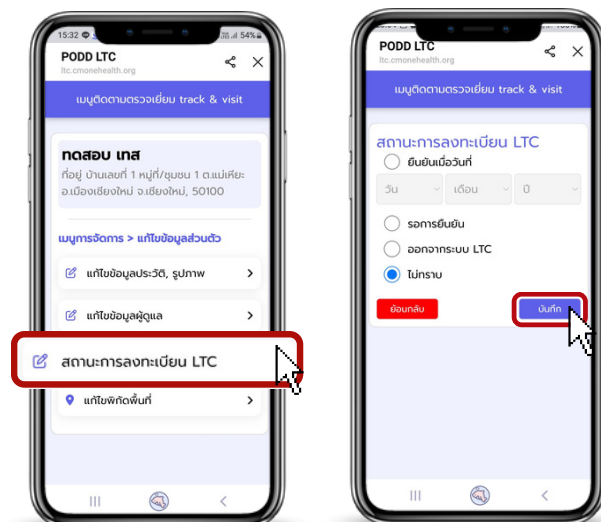 15:32
54%
PODD LTC
ltc.cmonehealth.org
เมนูติดตามตรวจเยี่ยม track & visit
ทดสอบ เทส
ที่อยู่ บ้านเลขที่ 1 หมู่ที่/ชุมชน 1 ต.แม่เหียะ
อ.เมืองเชียงใหม่ จ.เชียงใหม่, 50100
เมนูการจัดการ > แก้ไขข้อมูลส่วนตัว
แก้ไขข้อมูลประวัติ, รูปภาพ
แก้ไขข้อมูลผู้ดูแล
สถานะการลงทะเบียน LTC
แก้ไขพิกัดพื้นที่
PODD LTC
ltc.cmonehealth.org
เมนูติดตามตรวจเยี่ยม track & visit
สถานะการลงทะเบียน LTC
ยืนยันเมื่อวันที่
วัน เดือน ปี
รอการยืนยัน
ออกจากระบบ LTC
ไม่ทราบ
ย้อนกลับ บันทึก